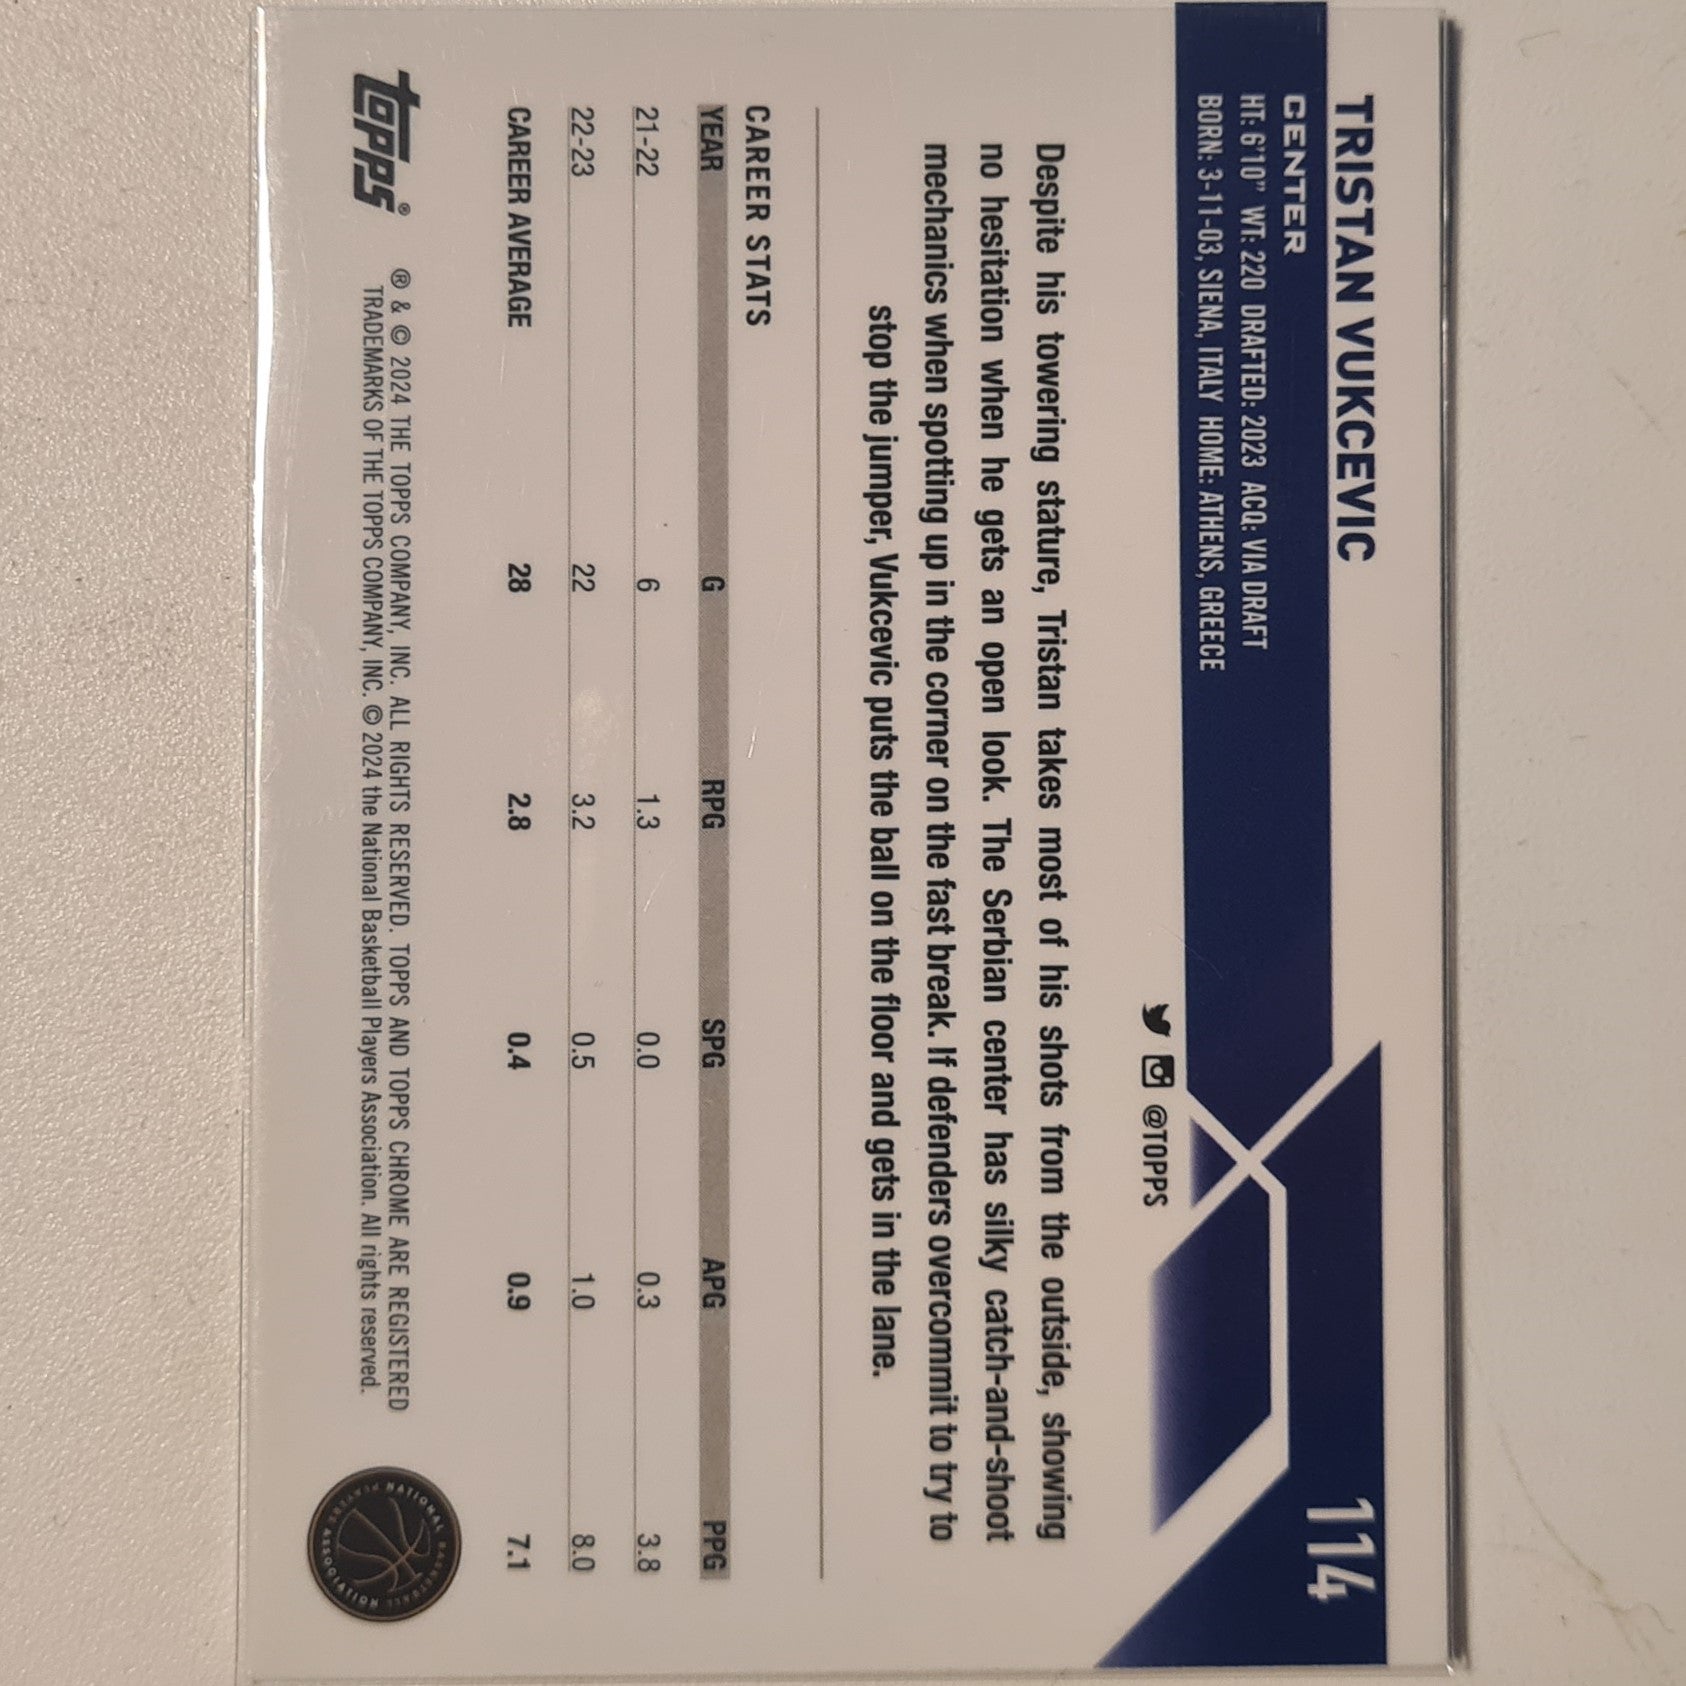 TRISTAN VUKCEVIC
114
CENTER
HT: 6'10" WT: 220 DRAFTED: 2023 ACQ: VIA DRAFT
BORN: 3-11-03, SIENA, ITALY HOME: ATHENS, GREECE
@TOPPS
Despite his towering stature, Tristan takes most of his shots from the outside, showing
no hesitation when he gets an open look. The Serbian center has silky catch-and-shoot
mechanics when spotting up in the corner on the fast break. If defenders overcommit to try to
stop the jumper, Vukcevic puts the ball on the floor and gets in the lane.
CAREER STATS
YEAR G RPG SPG APG PPG
21-22 6 1.3 0.0 0.3 3.8
22-23 22 3.2 0.5 1.0 8.0
CAREER AVERAGE 28 2.8 0.4 0.9 7.1
topps®
® & © 2024 THE TOPPS COMPANY, INC. ALL RIGHTS RESERVED. TOPPS AND TOPPS CHROME ARE REGISTERED
TRADEMARKS OF THE TOPPS COMPANY, INC. © 2024 the National Basketball Players Association. All rights reserved.
NATIONAL BASKETBALL PLAYERS ASSOCIATION